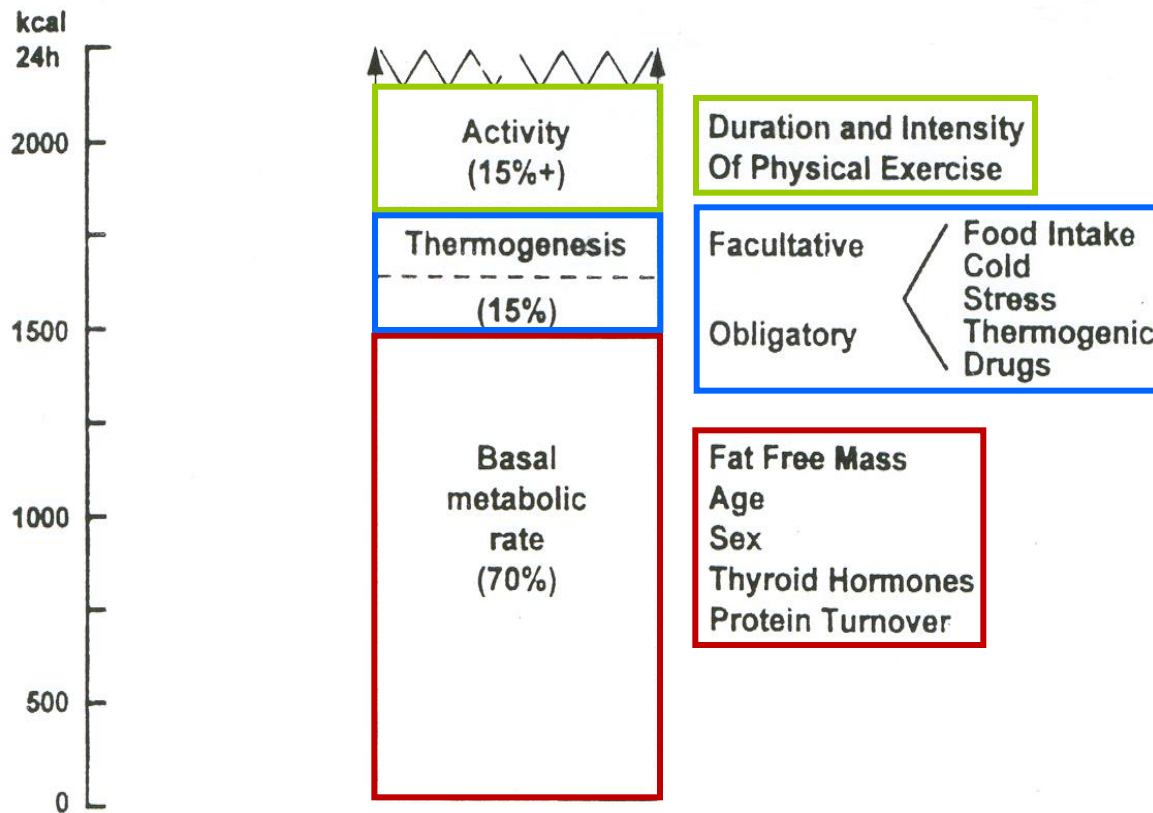 kcal
24h
2000
1500
1000
500
0
Activity
(15%+)
Thermogenesis
(15%)
Basal
metabolic
rate
(70%)
Duration and Intensity
Of Physical Exercise
Facultative
Obligatory
Food Intake
Cold
Stress
Thermogenic
Drugs
Fat Free Mass
Age
Sex
Thyroid Hormones
Protein Turnover